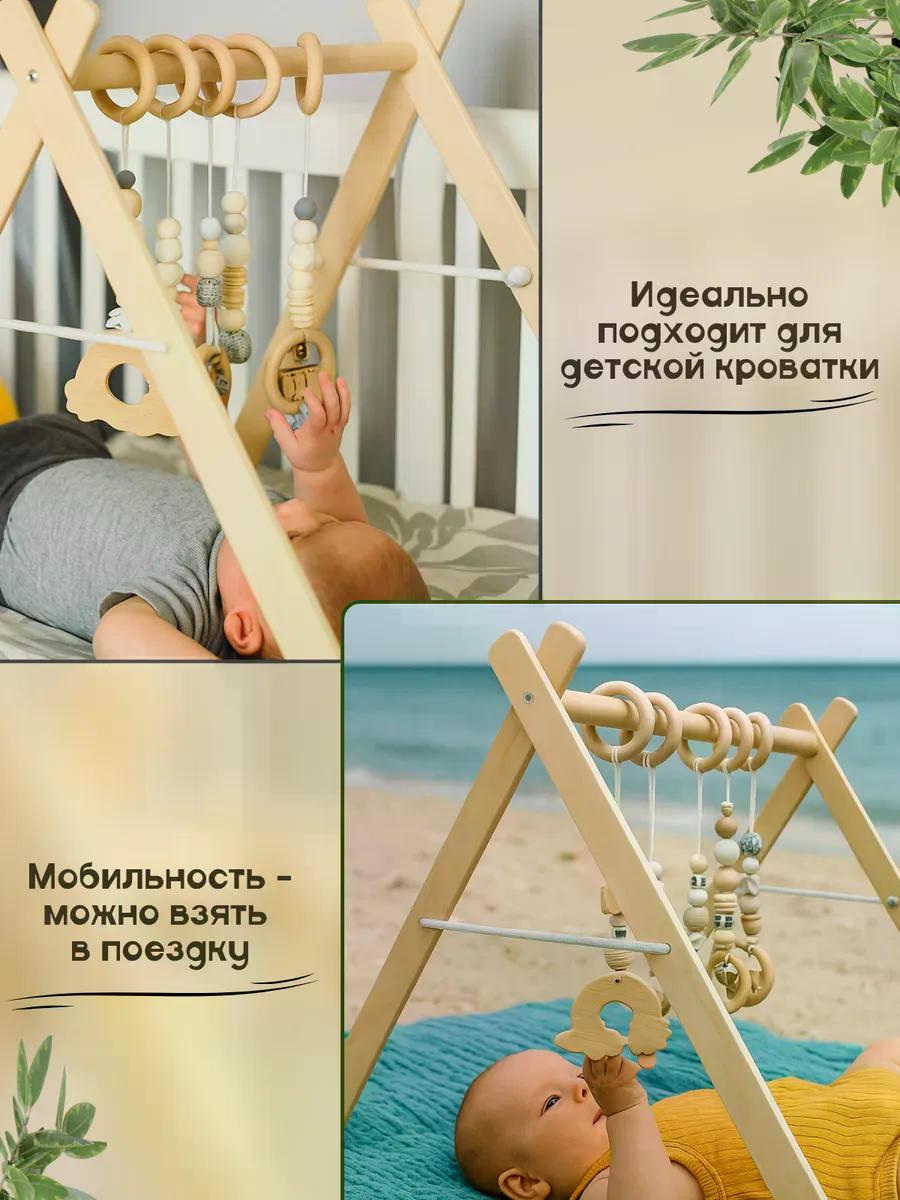 Идеально
подходит для
детской кроватки
Мобильность -
можно взять
в поездку